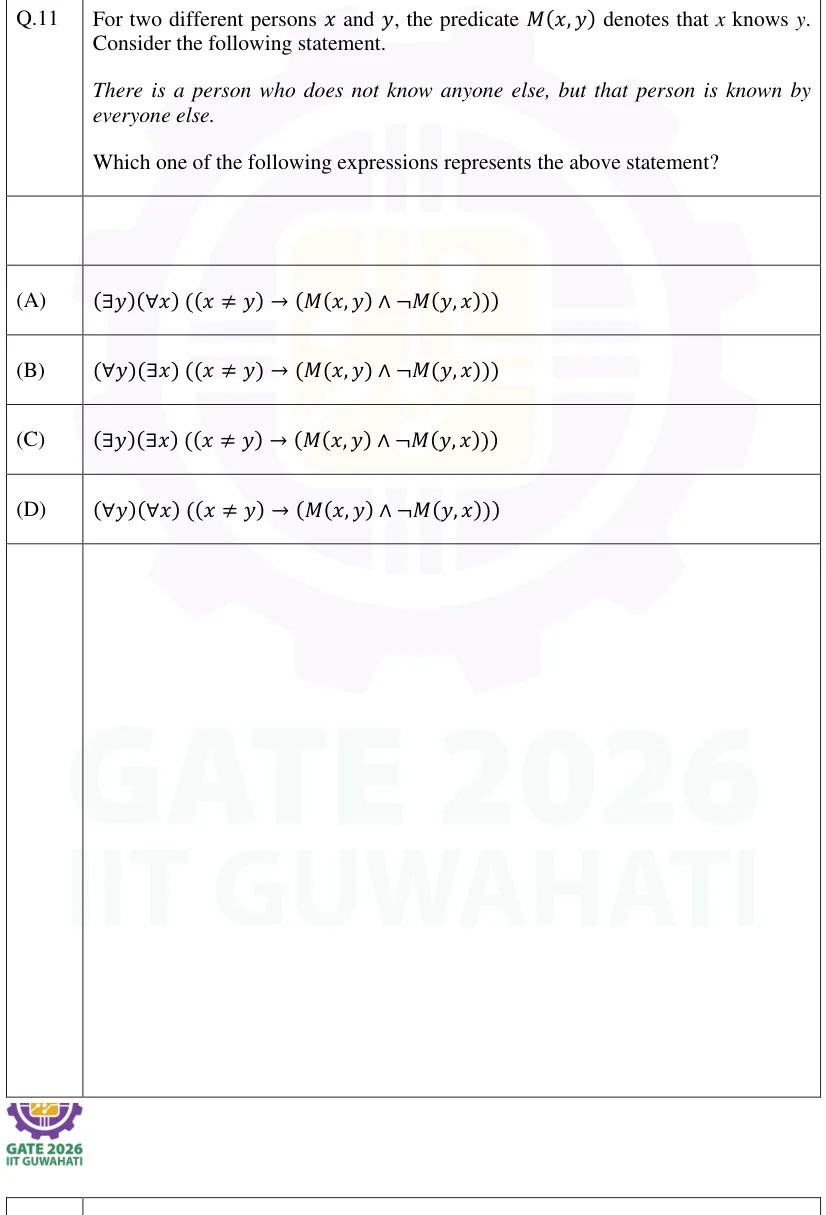 Q.11 For two different persons 𝑥 and 𝑦, the predicate 𝑀(𝑥, 𝑦) denotes that x knows y.
Consider the following statement.
There is a person who does not know anyone else, but that person is known by
everyone else.
Which one of the following expressions represents the above statement?
(A) (∃𝑦)(∀𝑥) ((𝑥 ≠ 𝑦) → (𝑀(𝑥, 𝑦) ∧ ¬𝑀(𝑦, 𝑥)))
(B) (∀𝑦)(∃𝑥) ((𝑥 ≠ 𝑦) → (𝑀(𝑥, 𝑦) ∧ ¬𝑀(𝑦, 𝑥)))
(C) (∃𝑦)(∃𝑥) ((𝑥 ≠ 𝑦) → (𝑀(𝑥, 𝑦) ∧ ¬𝑀(𝑦, 𝑥)))
(D) (∀𝑦)(∀𝑥) ((𝑥 ≠ 𝑦) → (𝑀(𝑥, 𝑦) ∧ ¬𝑀(𝑦, 𝑥)))
GATE 2026
IIT GUWAHATI
GATE 2026
IIT GUWAHATI